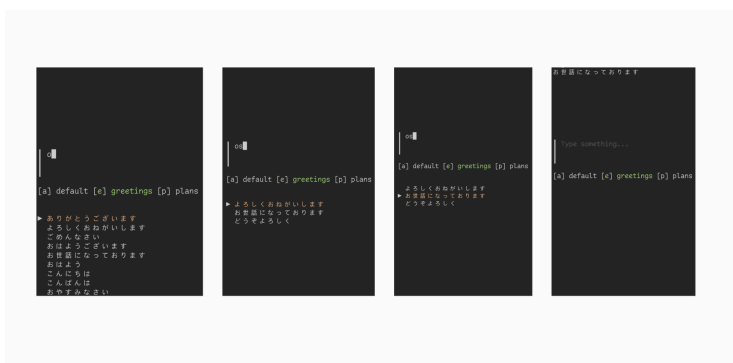 o
[a] default [e] greetings [p] plans
▶ ありがとうございます
よろしくおねがいします
ごめんなさい
おはようございます
お世話になっております
おはよう
こんにちは
こんばんは
おやすみなさい
os
[a] default [e] greetings [p] plans
▶ よろしくおねがいします
お世話になっております
どうぞよろしく
os
[a] default [e] greetings [p] plans
よろしくおねがいします
▶ お世話になっております
どうぞよろしく
お世話になっております
Type something...
[a] default [e] greetings [p] plans